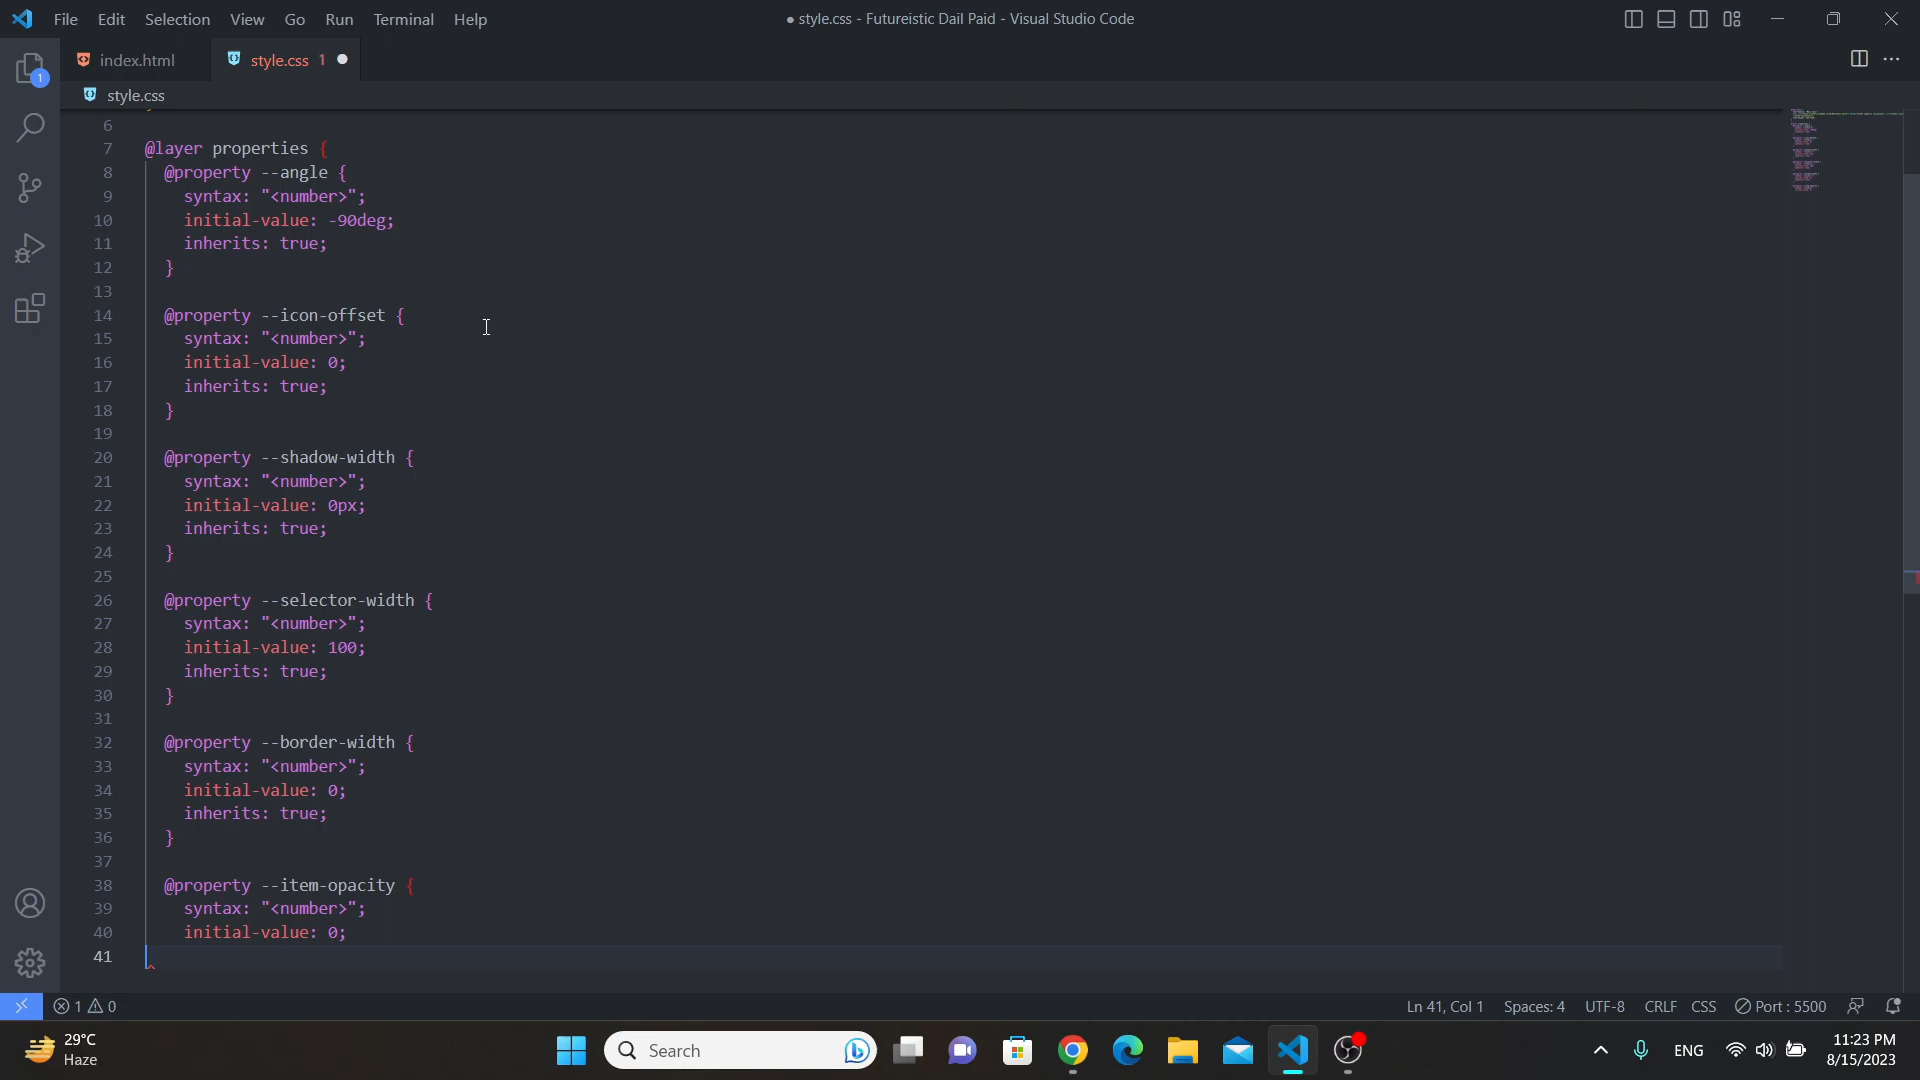 File Edit Selection View Go Run Terminal Help
● style.css - Futureistic Dail Paid - Visual Studio Code
index.html
style.css 1 ●
1
style.css
6
7 @layer properties {
8 @property --angle {
9 syntax: "<number>";
10 initial-value: -90deg;
11 inherits: true;
12 }
13
14 @property --icon-offset {
15 syntax: "<number>";
16 initial-value: 0;
17 inherits: true;
18 }
19
20 @property --shadow-width {
21 syntax: "<number>";
22 initial-value: 0px;
23 inherits: true;
24 }
25
26 @property --selector-width {
27 syntax: "<number>";
28 initial-value: 100;
29 inherits: true;
30 }
31
32 @property --border-width {
33 syntax: "<number>";
34 initial-value: 0;
35 inherits: true;
36 }
37
38 @property --item-opacity {
39 syntax: "<number>";
40 initial-value: 0;
41
1 0
Ln 41, Col 1 Spaces: 4 UTF-8 CRLF CSS Port : 5500
29°C
Haze
Search
ENG
11:23 PM
8/15/2023